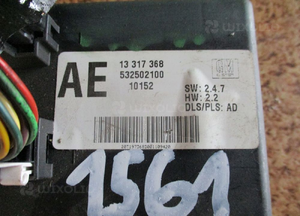 AE
13 317 368
532502100
10152
SW: 2.4.7
HW: 2.2
DLS/PLS: AD
1561